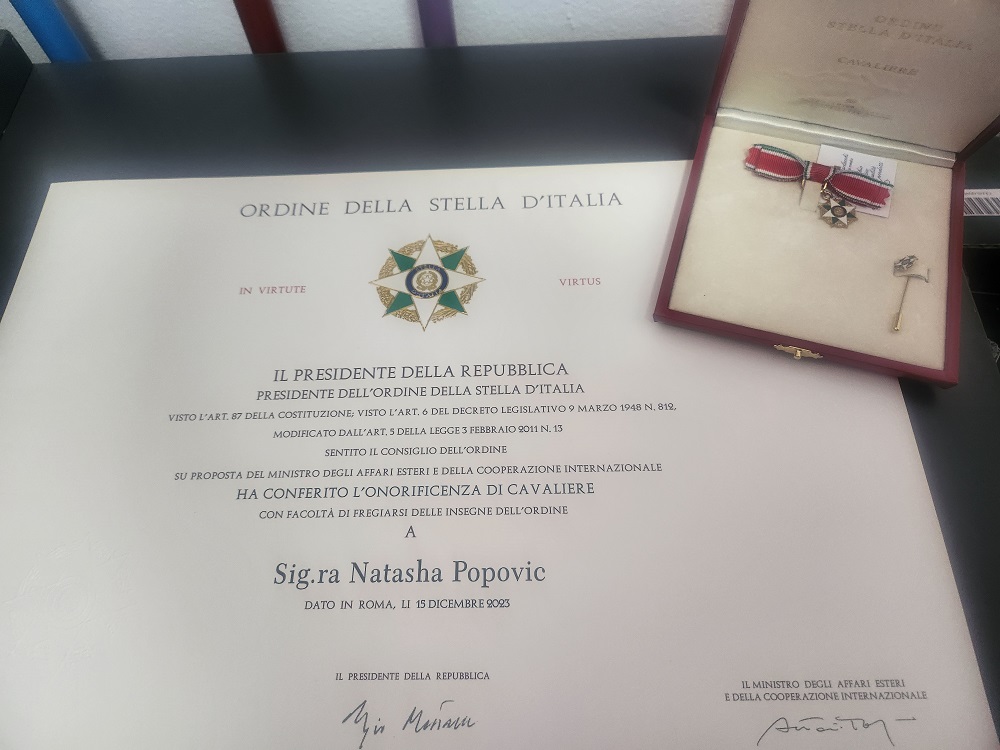 ORDINE
STELLA D'ITALIA
CAVALIERE
ORDINE DELLA STELLA D'ITALIA
IN VIRTUTE
VIRTUS
IL PRESIDENTE DELLA REPUBBLICA
PRESIDENTE DELL'ORDINE DELLA STELLA D'ITALIA
VISTO L'ART. 87 DELLA COSTITUZIONE; VISTO L'ART. 6 DEL DECRETO LEGISLATIVO 9 MARZO 1948 N. 812,
MODIFICATO DALL'ART. 5 DELLA LEGGE 3 FEBBRAIO 2011 N. 13
SENTITO IL CONSIGLIO DELL'ORDINE
SU PROPOSTA DEL MINISTRO DEGLI AFFARI ESTERI E DELLA COOPERAZIONE INTERNAZIONALE
HA CONFERITO L'ONORIFICENZA DI CAVALIERE
CON FACOLTÀ DI FREGIARSI DELLE INSEGNE DELL'ORDINE
A
Sig.ra Natasha Popovic
DATO IN ROMA, LI 15 DICEMBRE 2023
IL PRESIDENTE DELLA REPUBBLICA
IL MINISTRO DEGLI AFFARI ESTERI
E DELLA COOPERAZIONE INTERNAZIONALE